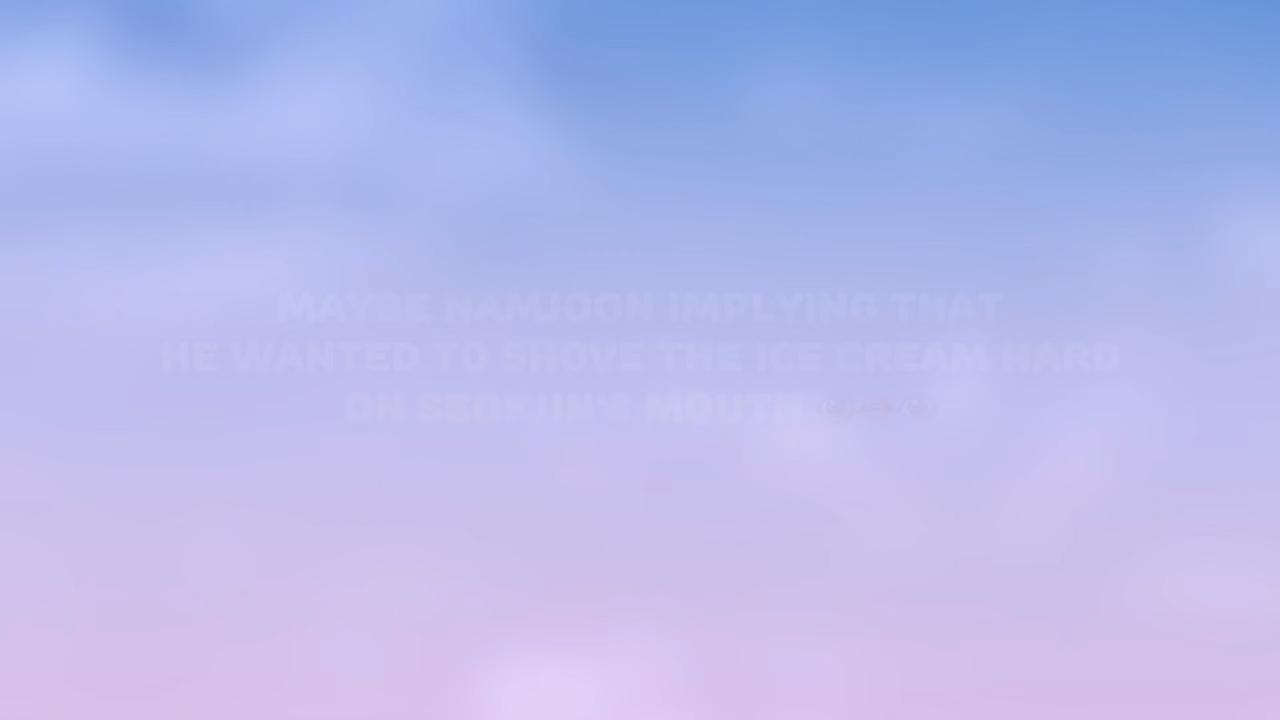 MAYBE NAMJOON IMPLYING THAT
HE WANTED TO SHOVE THE ICE CREAM HARD
ON SEOKJIN'S MOUTH